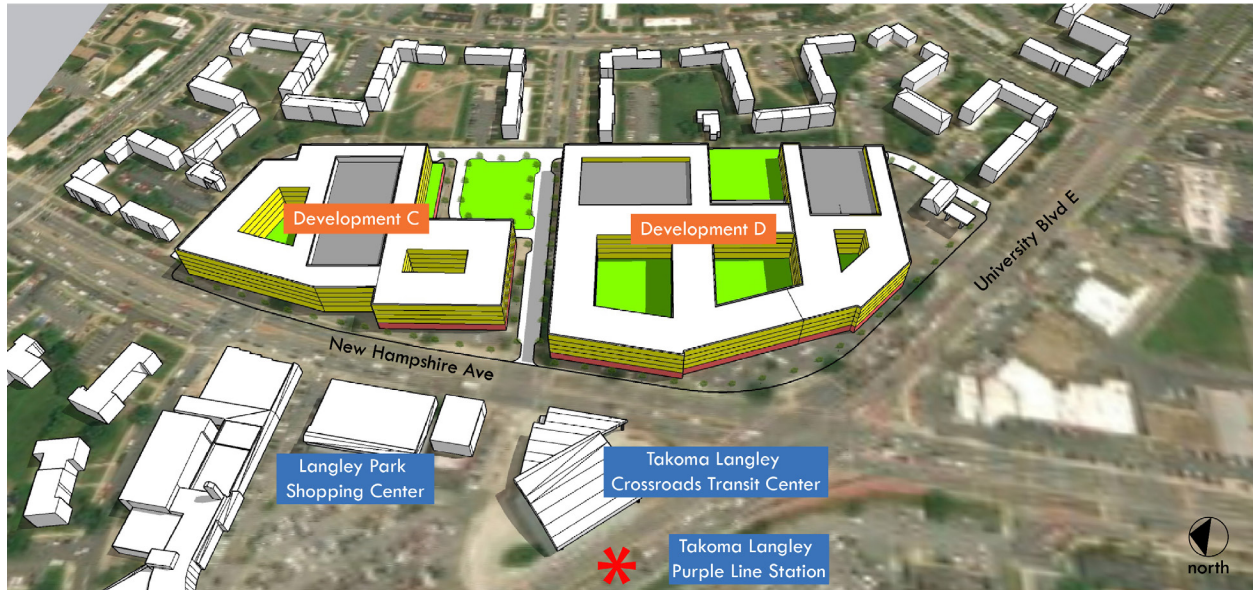 Development C
Development D
University Blvd E
New Hampshire Ave
Langley Park
Shopping Center
Takoma Langley
Crossroads Transit Center
Takoma Langley
Purple Line Station
north